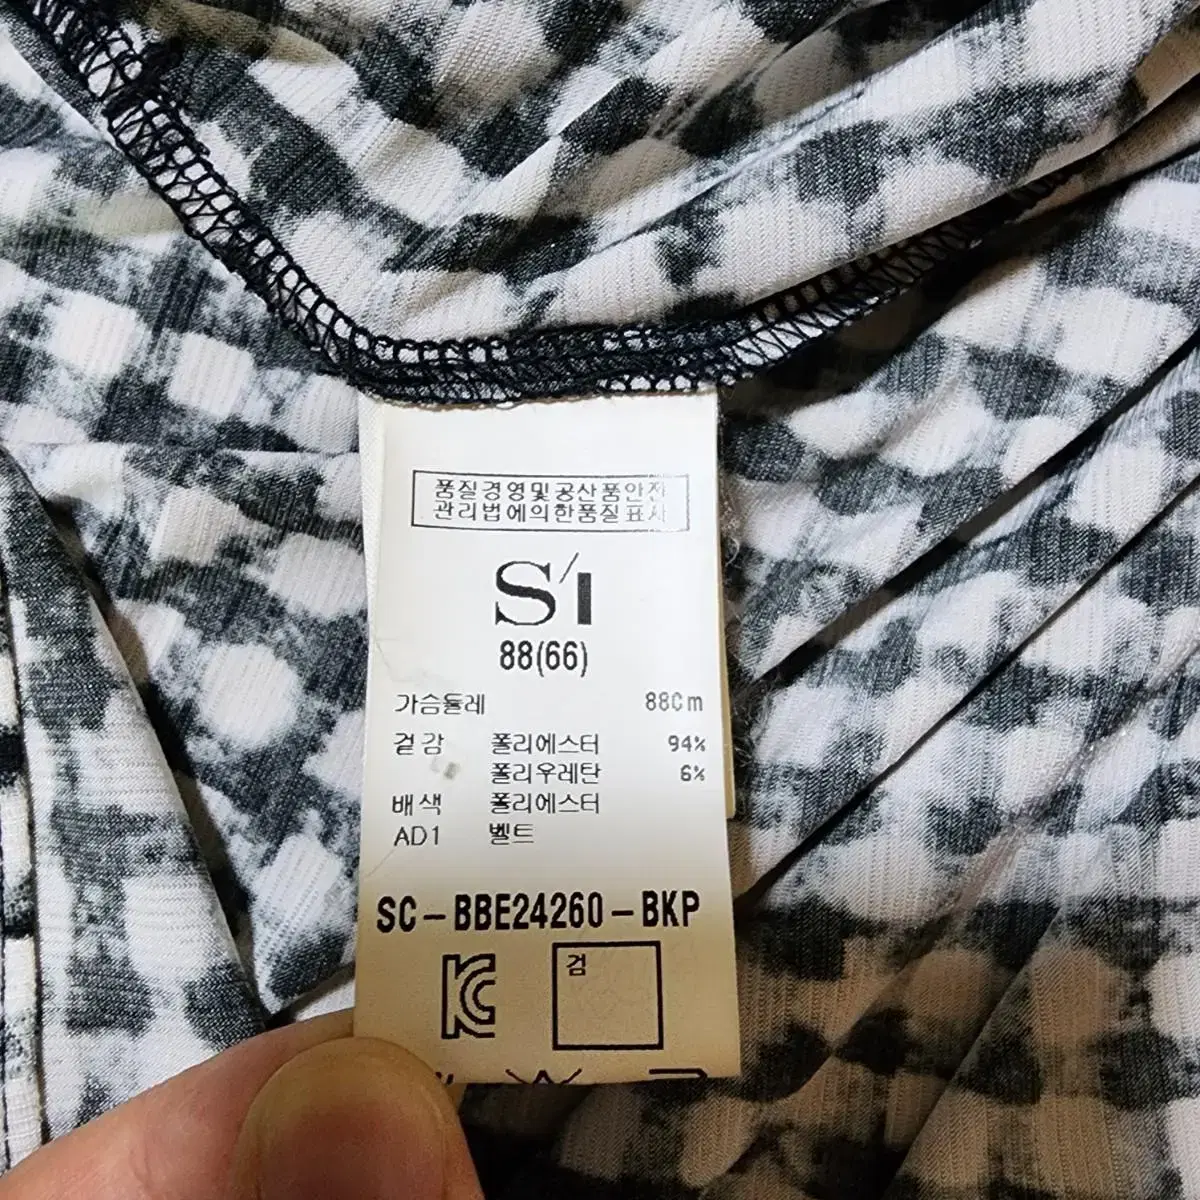 품질경영및공산품안전
관리법에의한품질표시
S'I
88(66)
가슴둘레 88Cm
겉감 폴리에스터 94%
폴리우레탄 6%
배색 폴리에스터
AD1 벨트
SC-BBE24260-BKP
KC
검